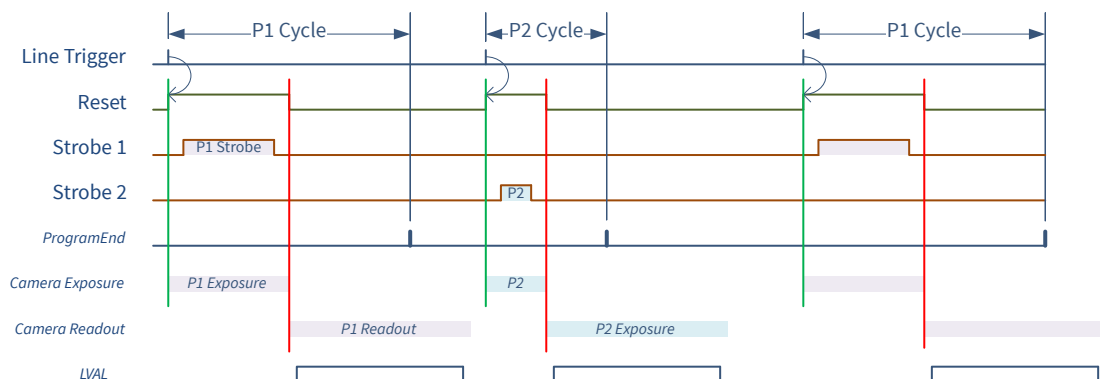 P1 Cycle P2 Cycle P1 Cycle
Line Trigger
Reset
Strobe 1 P1 Strobe
Strobe 2 P2
ProgramEnd
Camera Exposure P1 Exposure P2
Camera Readout P1 Readout P2 Exposure
LVAL